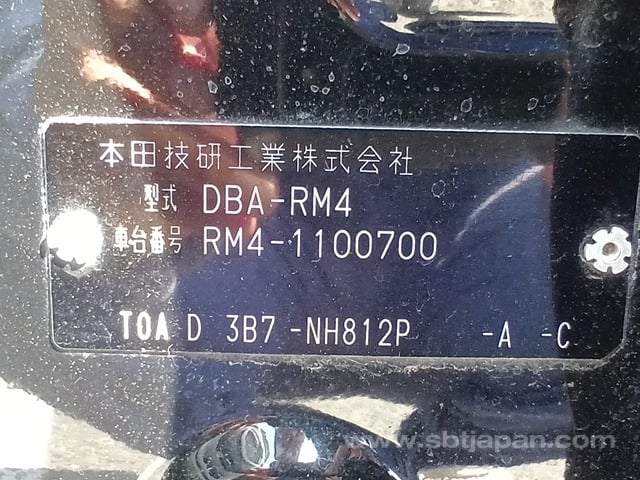 本田技研工業株式会社
型式 DBA-RM4
車台番号 RM4-1100700
TOA D 3B7 -NH812P -A -C
www.sbtjapan.com